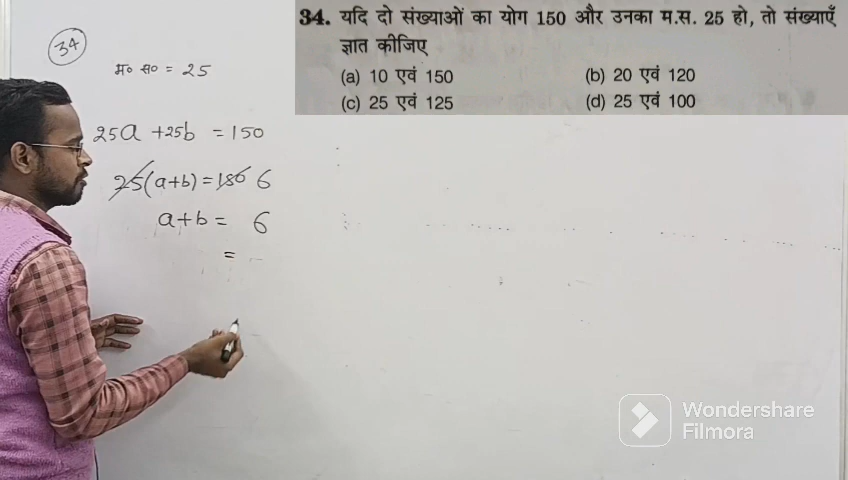 34. यदि दो संख्याओं का योग 150 और उनका म.स. 25 हो, तो संख्याएँ
ज्ञात कीजिए
(a) 10 एवं 150 (b) 20 एवं 120
(c) 25 एवं 125 (d) 25 एवं 100
34
म० स० = 25
25a + 25b = 150
25(a+b) = 150 6
a+b = 6
=
Wondershare
Filmora